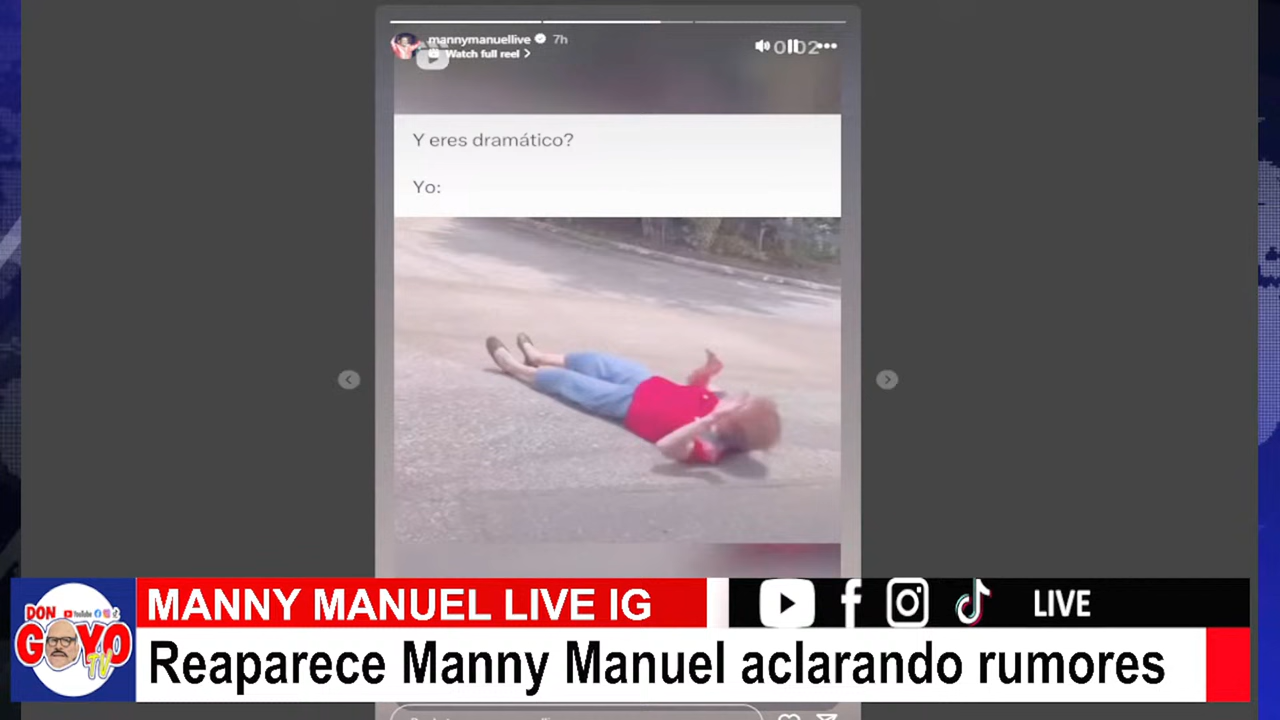 mannymanuellive 7h
Watch full reel >
Y eres dramático?
Yo:
MANNY MANUEL LIVE IG
LIVE
DON
YouTube
GOYO
TV
Reaparece Manny Manuel aclarando rumores